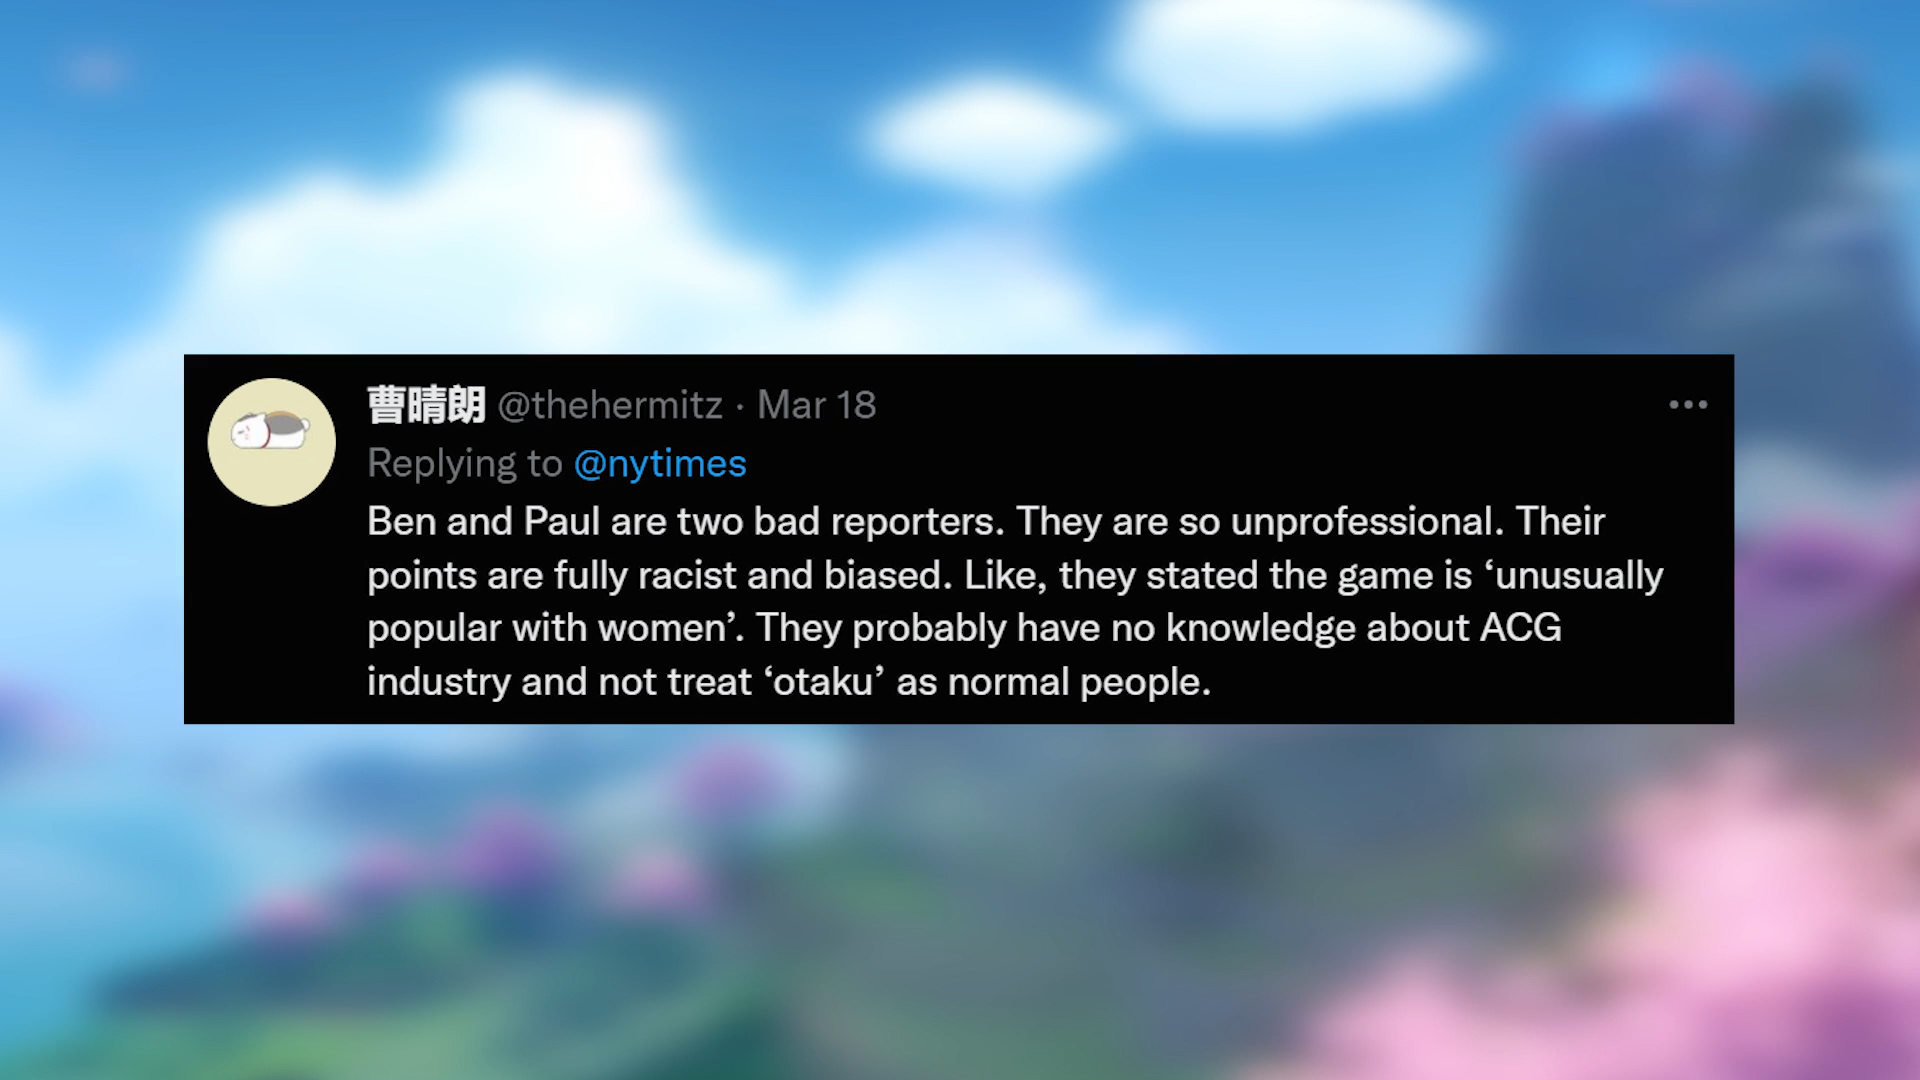 曹晴朗 @thehermitz · Mar 18
Replying to @nytimes
Ben and Paul are two bad reporters. They are so unprofessional. Their
points are fully racist and biased. Like, they stated the game is ‘unusually
popular with women’. They probably have no knowledge about ACG
industry and not treat ‘otaku’ as normal people.